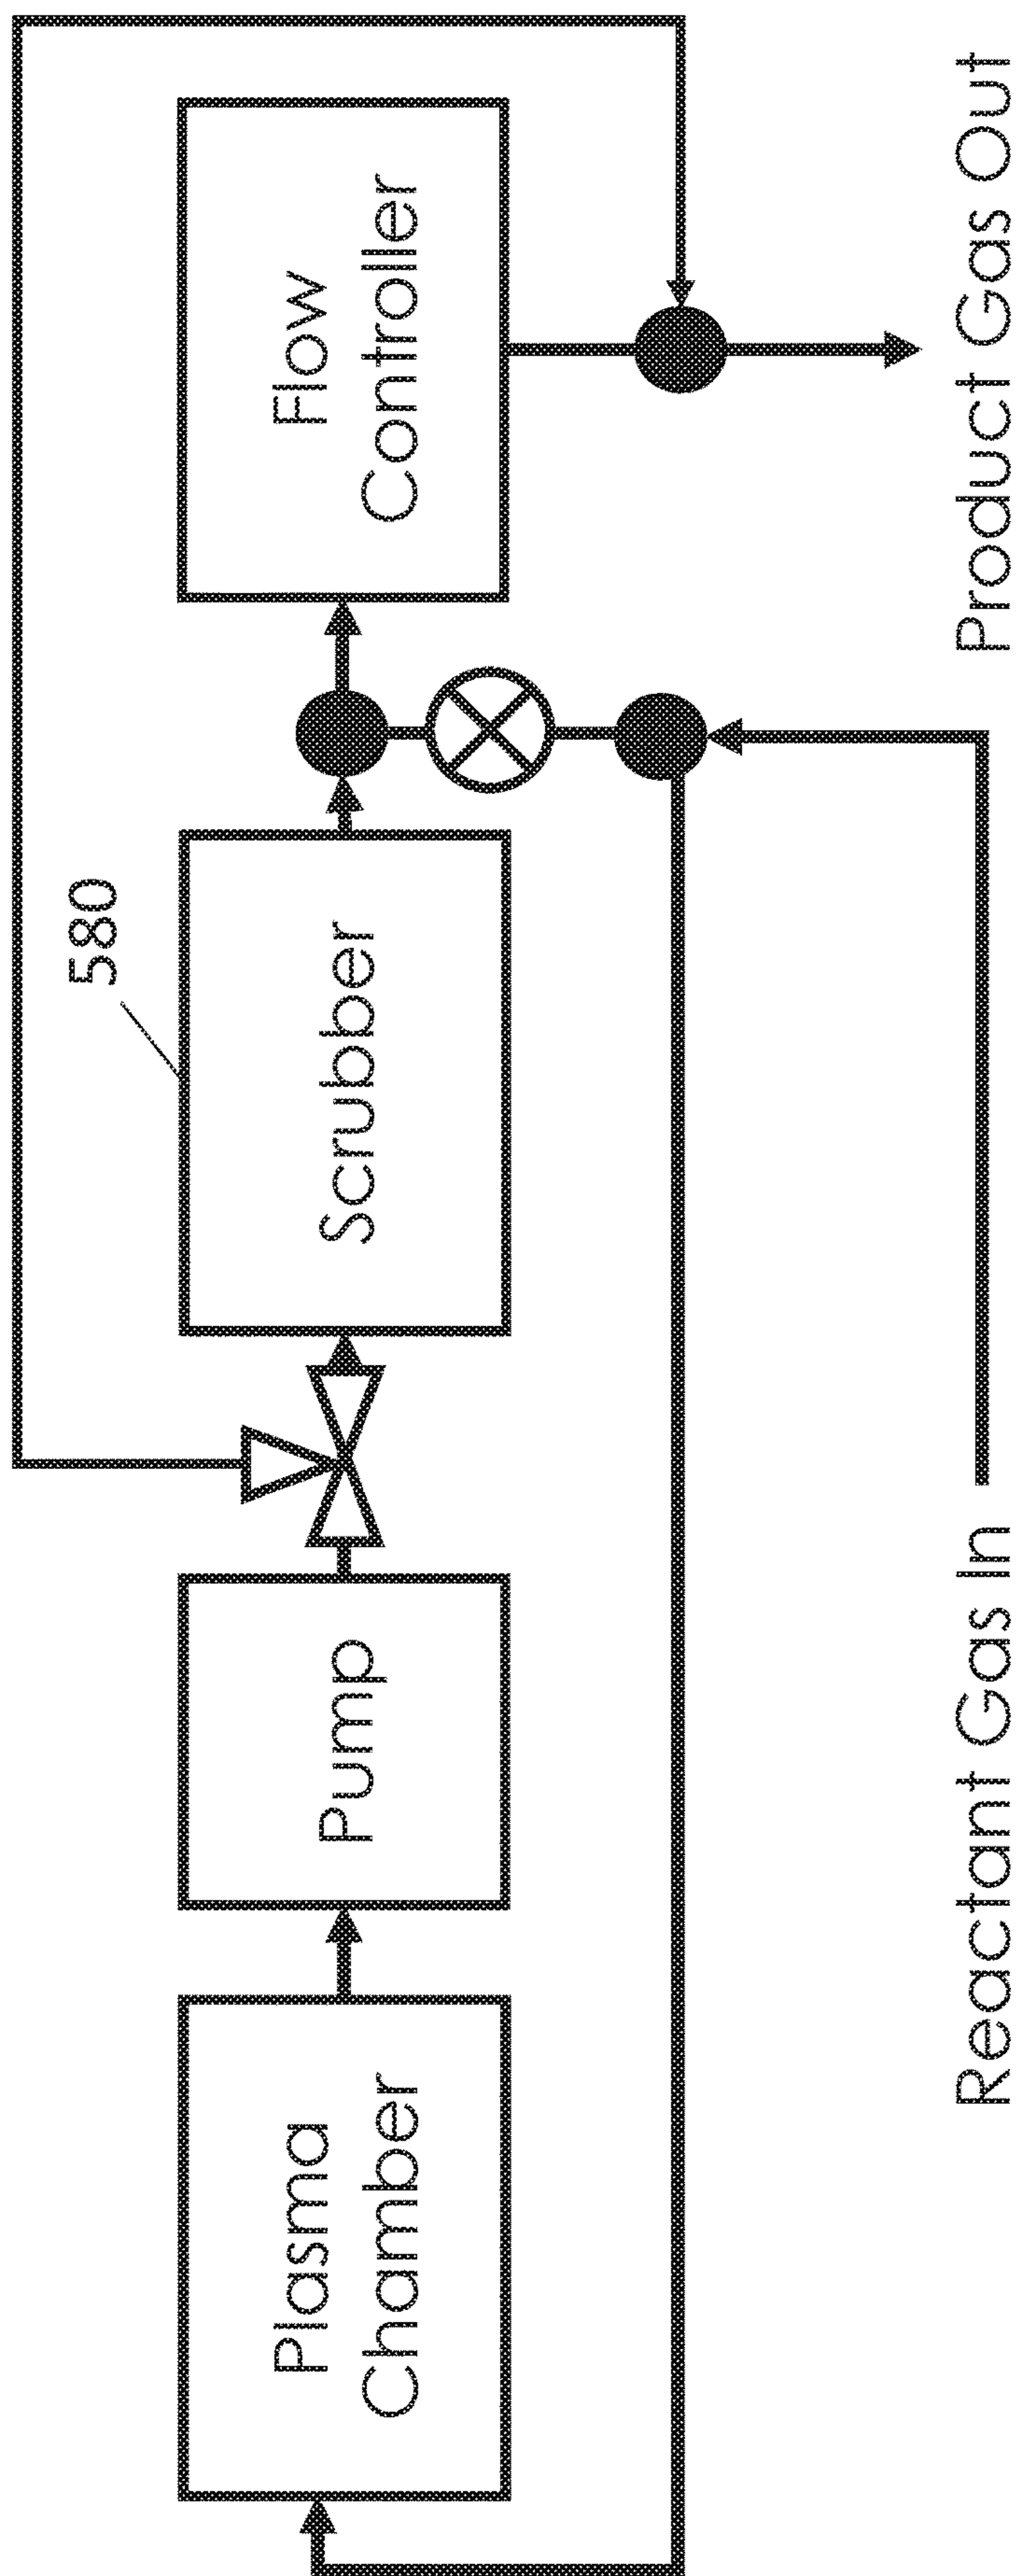 580
Plasma
Chamber
Pump
Scrubber
Flow
Controller
Reactant Gas In
Product Gas Out